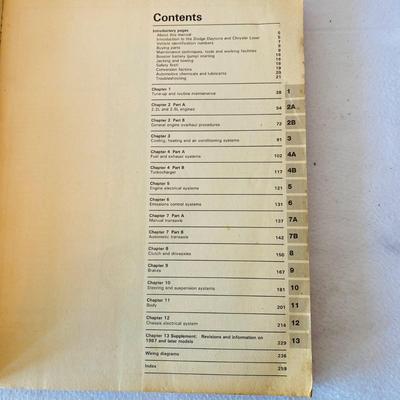 Contents
Introductory pages
About this manual 5
Introduction to the Dodge Daytona and Chrysler Laser 5
Vehicle identification numbers
Buying parts
Maintenance techniques, tools and working facilities
Booster battery (jump) starting
Jacking and towing
Safety first!
Conversion factors
Automotive chemicals and lubricants
Troubleshooting 21
Chapter 1
Tune-up and routine maintenance 28 1
Chapter 2 Part A
2.2L and 2.6L engines 54 2A
Chapter 2 Part B
General engine overhaul procedures 72 2B
Chapter 3
Cooling, heating and air conditioning systems 91 3
Chapter 4 Part A
Fuel and exhaust systems 102 4A
Chapter 4 Part B
Turbocharger 117 4B
Chapter 5
Engine electrical systems 121 5
Chapter 6
Emissions control systems 131 6
Chapter 7 Part A
Manual transaxle 137 7A
Chapter 7 Part B
Automatic transaxle 142 7B
Chapter 8
Clutch and driveaxles 150 8
Chapter 9
Brakes 167 9
Chapter 10
Steering and suspension systems 181 10
Chapter 11
Body 201 11
Chapter 12
Chassis electrical system 214 12
Chapter 13 Supplement: Revisions and information on
1987 and later models 229 13
Wiring diagrams 236
Index 259